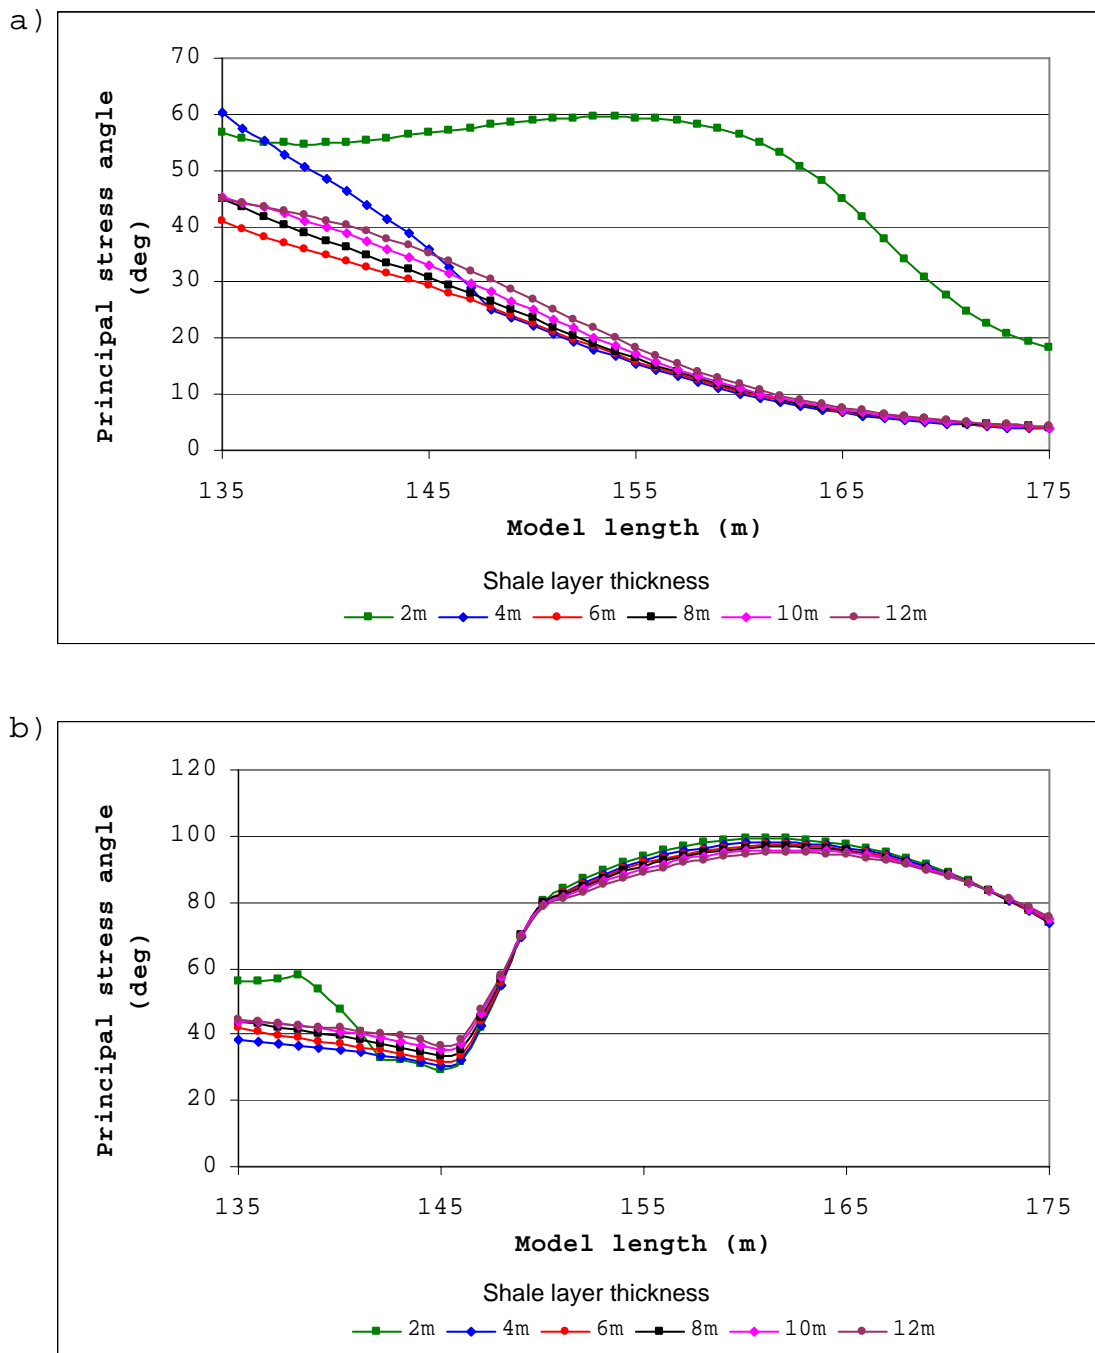 a)
70
60
50
40
30
20
10
0
Principal stress angle
(deg)
135 145 155 165 175
Model length (m)
Shale layer thickness
2m 4m 6m 8m 10m 12m
b)
120
100
80
60
40
20
0
Principal stress angle
(deg)
135 145 155 165 175
Model length (m)
Shale layer thickness
2m 4m 6m 8m 10m 12m